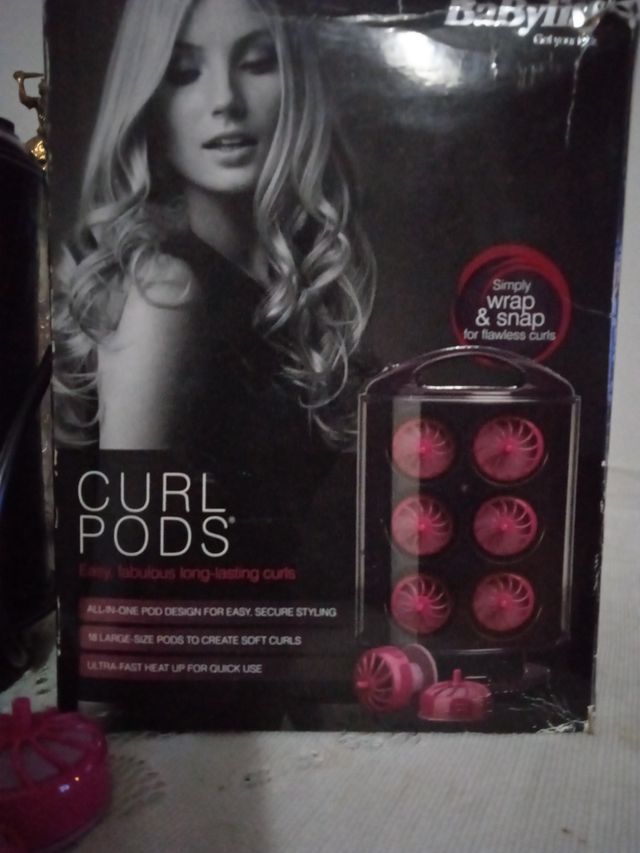 BaByliss
Simply
wrap
& snap
for flawless curls
CURL
PODS®
Easy, fabulous long-lasting curls
ALL-IN-ONE POD DESIGN FOR EASY, SECURE STYLING
18 LARGE-SIZE PODS TO CREATE SOFT CURLS
ULTRA-FAST HEAT UP FOR QUICK USE